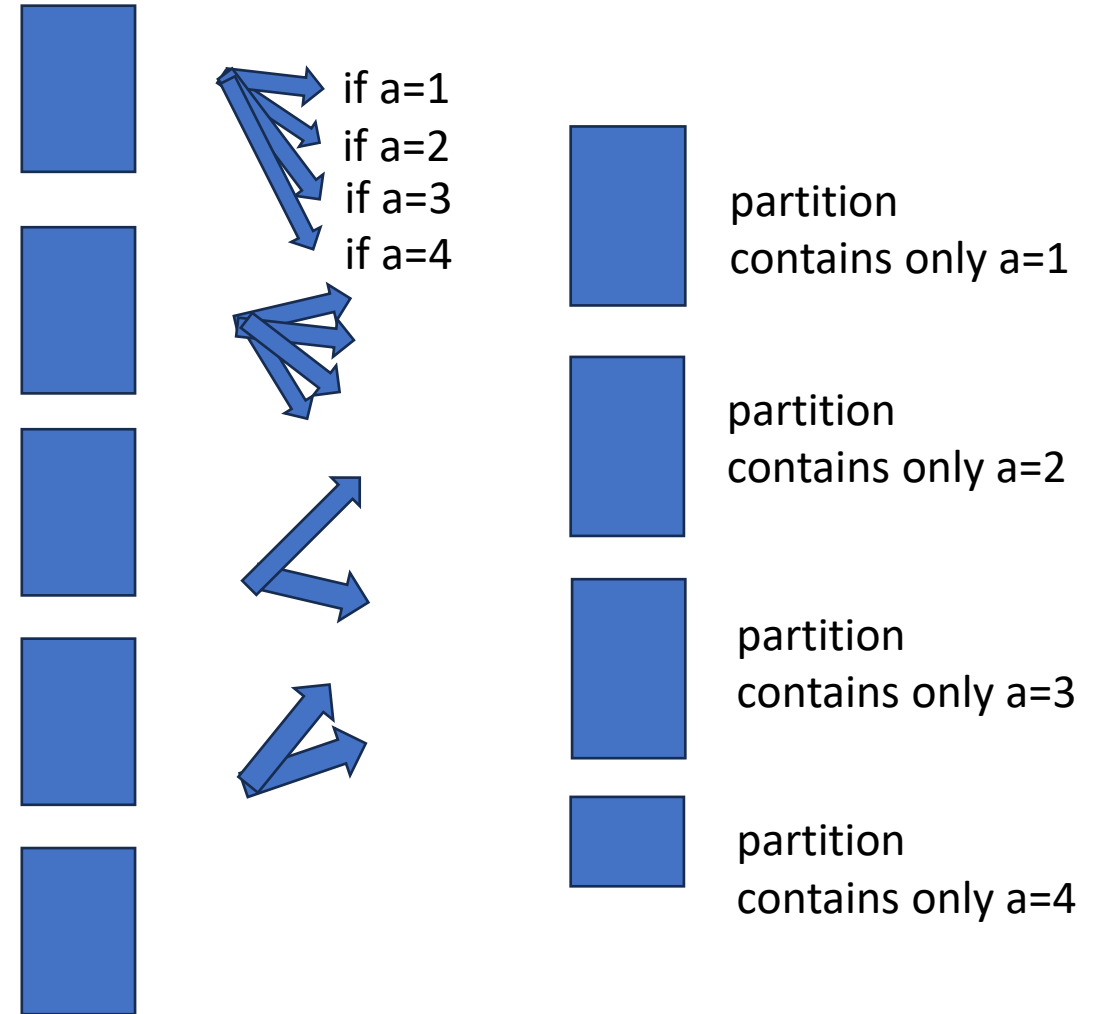 if a=1
if a=2
if a=3
if a=4
partition
contains only a=1
partition
contains only a=2
partition
contains only a=3
partition
contains only a=4